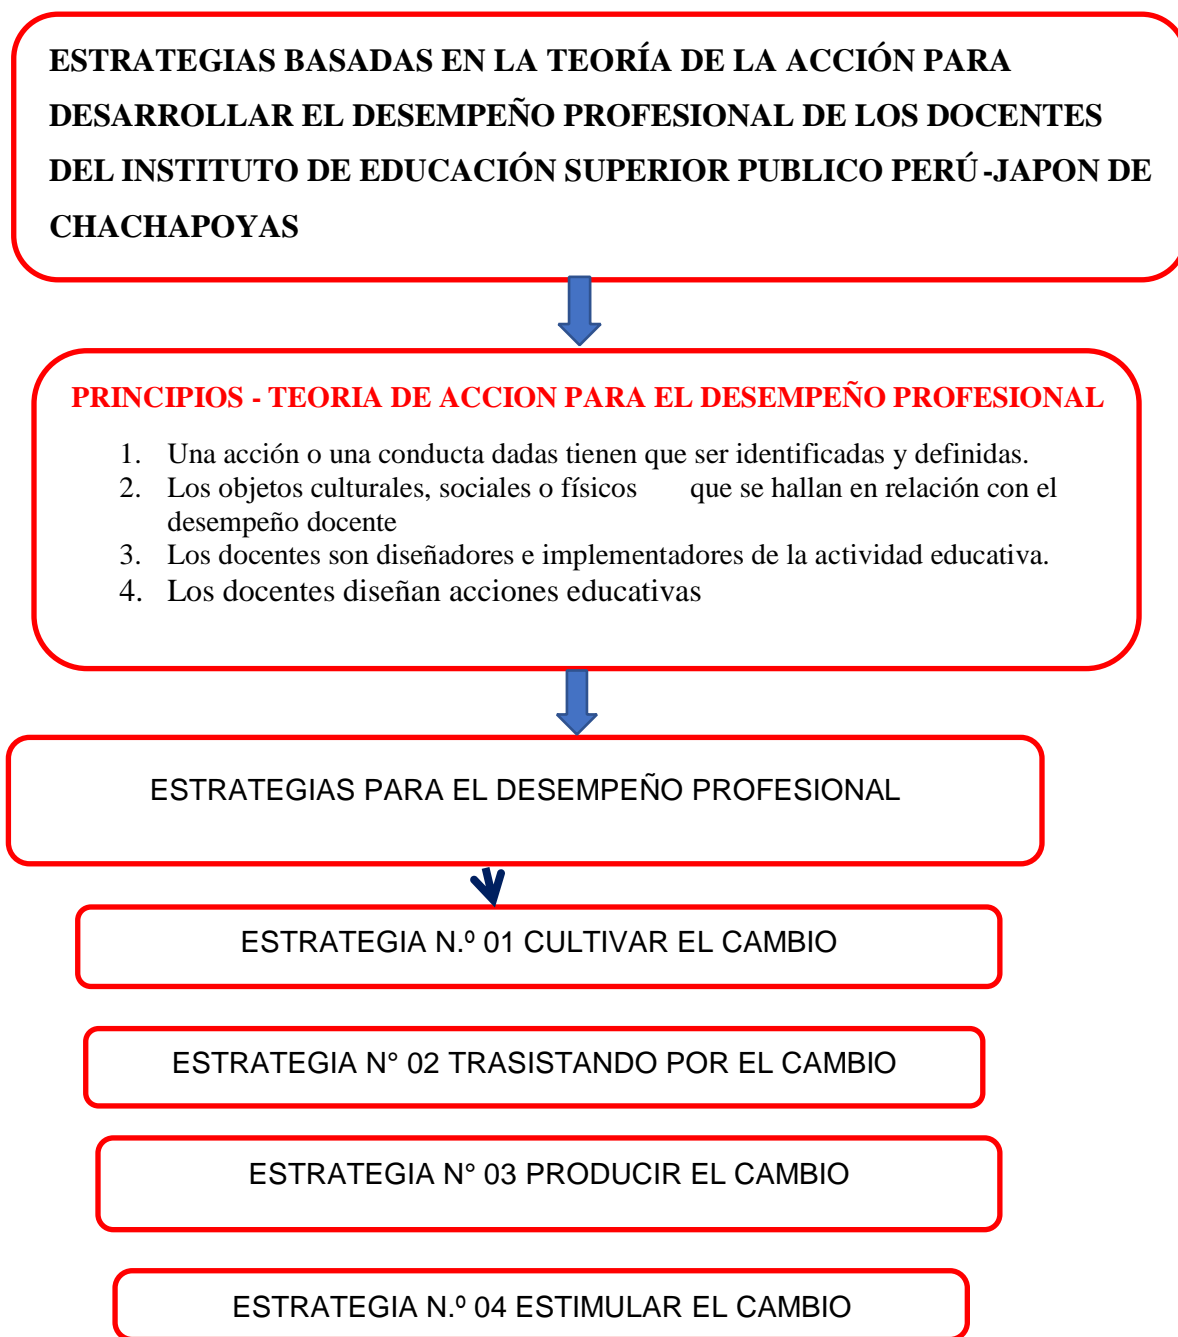 ESTRATEGIAS BASADAS EN LA TEORÍA DE LA ACCIÓN PARA
DESARROLLAR EL DESEMPEÑO PROFESIONAL DE LOS DOCENTES
DEL INSTITUTO DE EDUCACIÓN SUPERIOR PUBLICO PERÚ-JAPON DE
CHACHAPOYAS
PRINCIPIOS - TEORIA DE ACCION PARA EL DESEMPEÑO PROFESIONAL
1. Una acción o una conducta dadas tienen que ser identificadas y definidas.
2. Los objetos culturales, sociales o físicos que se hallan en relación con el
desempeño docente
3. Los docentes son diseñadores e implementadores de la actividad educativa.
4. Los docentes diseñan acciones educativas
ESTRATEGIAS PARA EL DESEMPEÑO PROFESIONAL
ESTRATEGIA N.º 01 CULTIVAR EL CAMBIO
ESTRATEGIA N° 02 TRASISTANDO POR EL CAMBIO
ESTRATEGIA N° 03 PRODUCIR EL CAMBIO
ESTRATEGIA N.º 04 ESTIMULAR EL CAMBIO